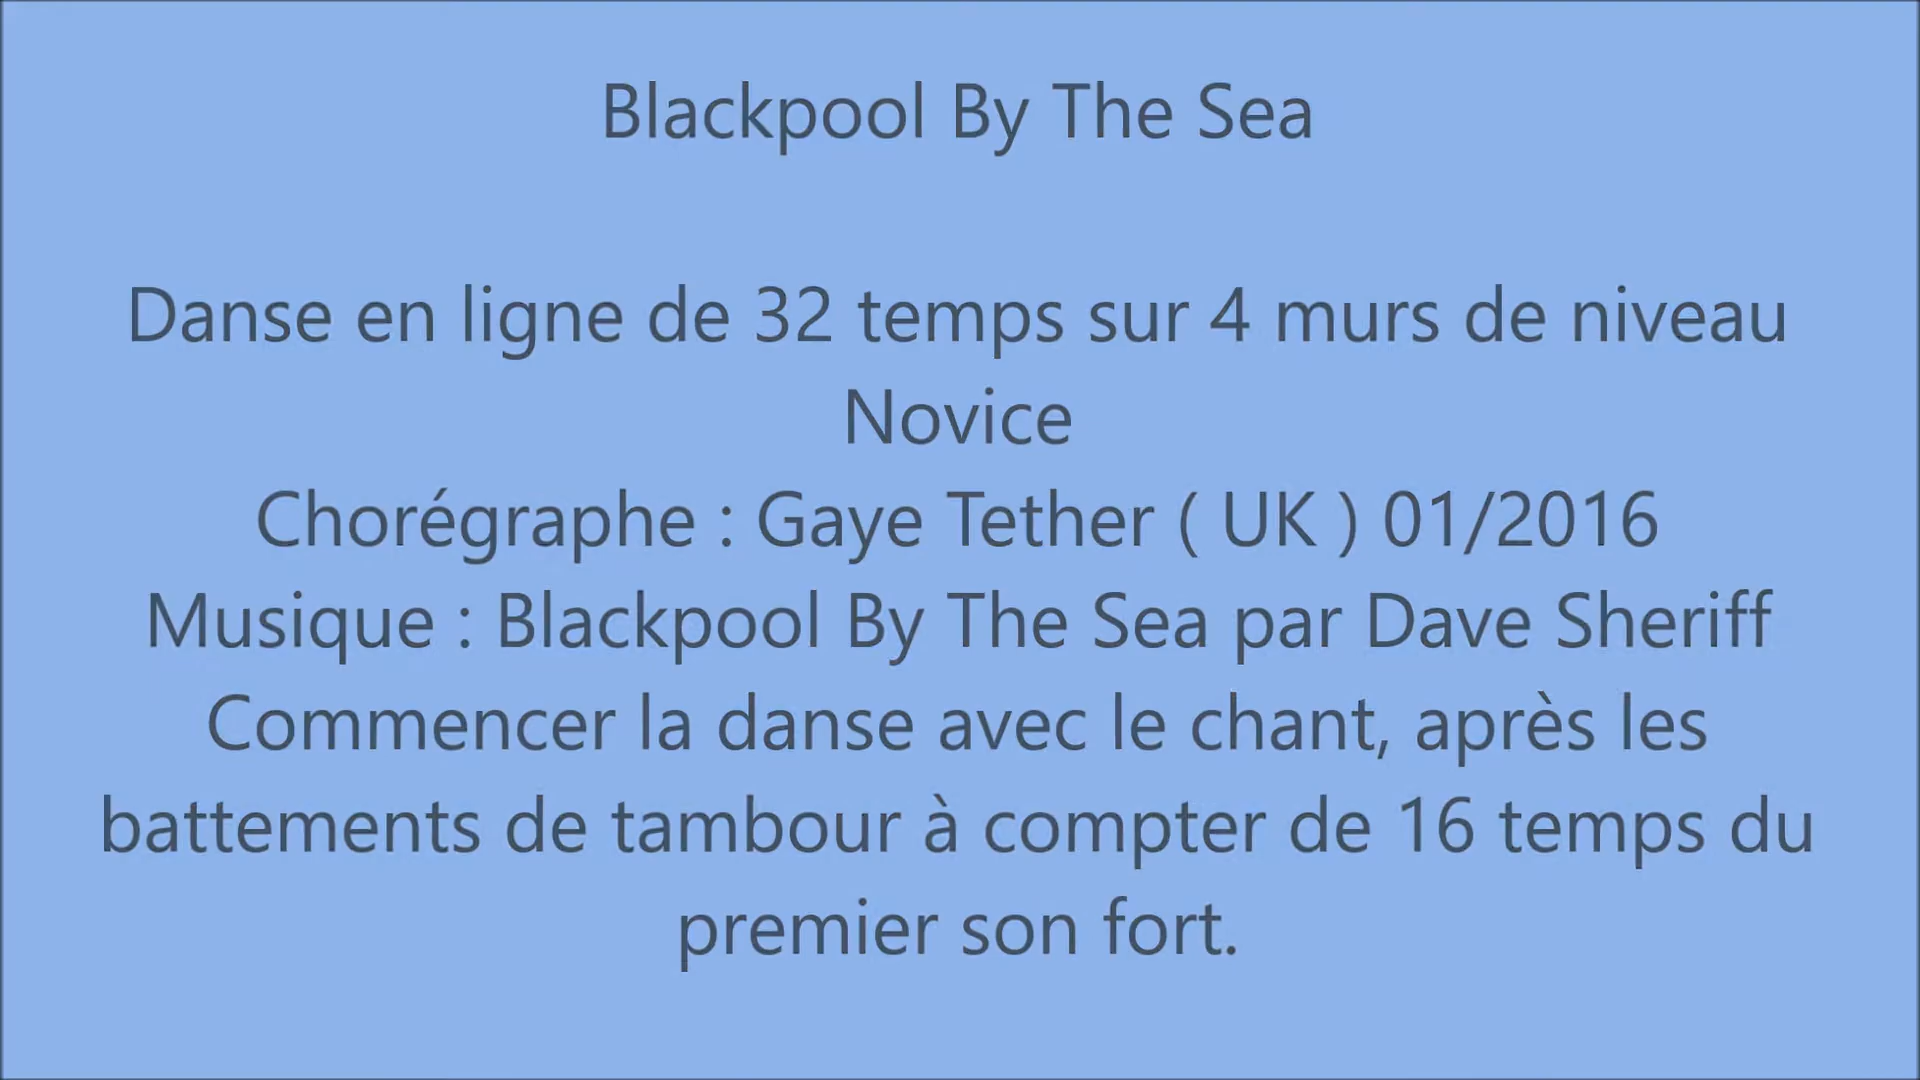 Blackpool By The Sea
Danse en ligne de 32 temps sur 4 murs de niveau
Novice
Chorégraphe : Gaye Tether ( UK ) 01/2016
Musique : Blackpool By The Sea par Dave Sheriff
Commencer la danse avec le chant, après les
battements de tambour à compter de 16 temps du
premier son fort.